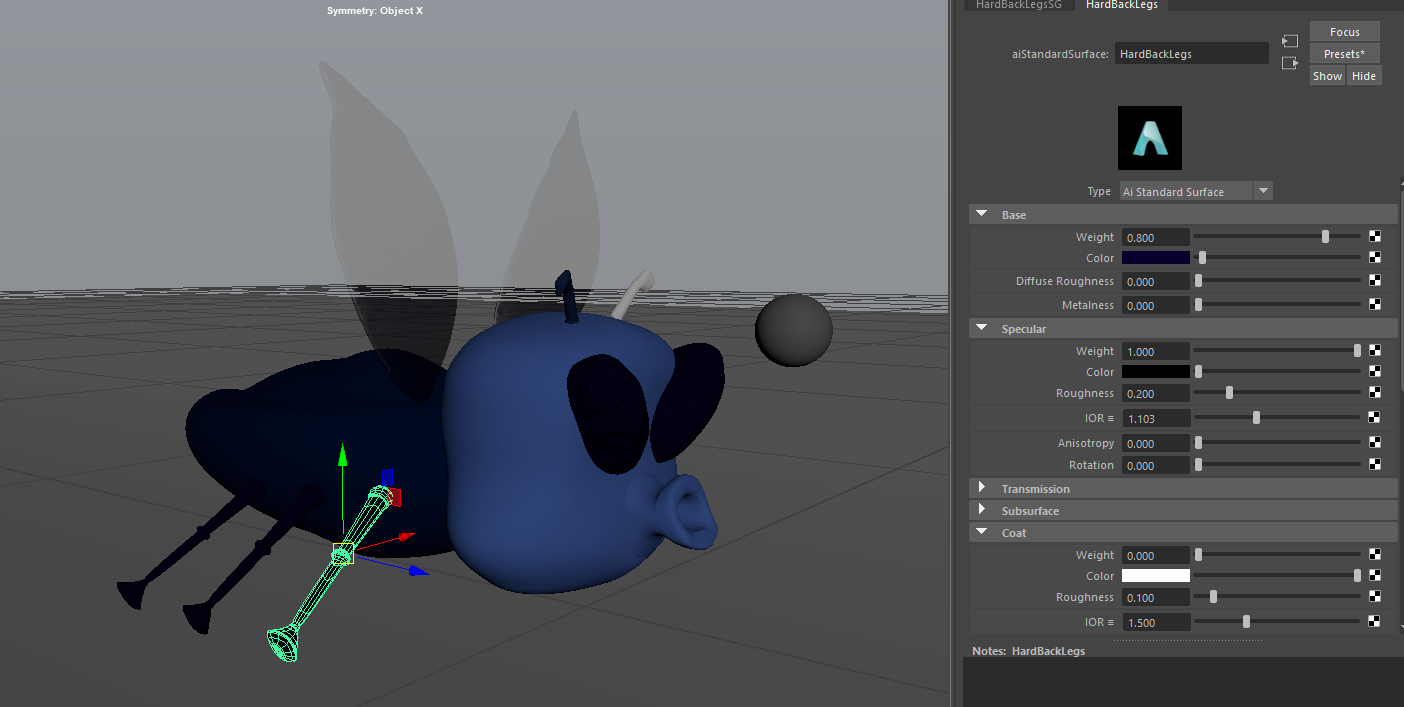 Symmetry: Object X
HardBackLegsSG HardBackLegs
Focus
aiStandardSurface: HardBackLegs
Presets*
Show Hide
Type Ai Standard Surface
Base
Weight 0.800
Color
Diffuse Roughness 0.000
Metalness 0.000
Specular
Weight 1.000
Color
Roughness 0.200
IOR 1.103
Anisotropy 0.000
Rotation 0.000
Transmission
Subsurface
Coat
Weight 0.000
Color
Roughness 0.100
IOR 1.500
Notes: HardBackLegs